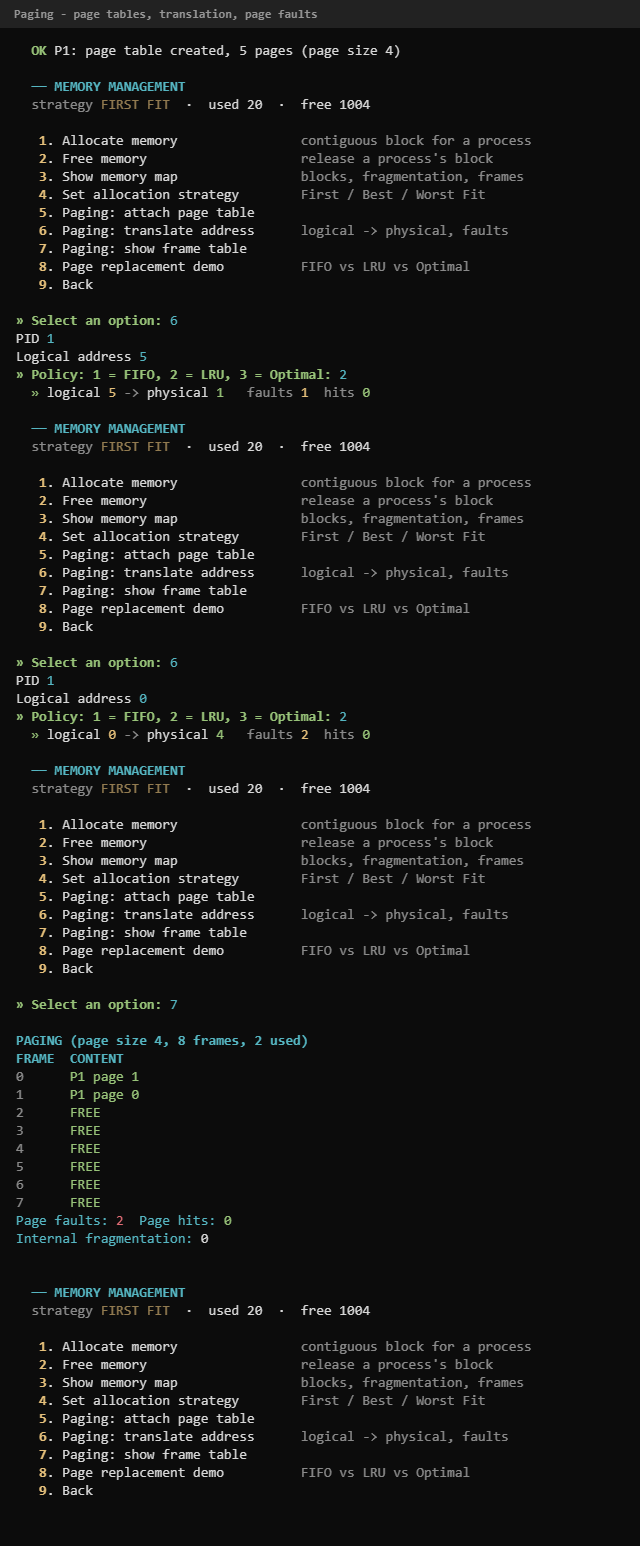 Paging - page tables, translation, page faults
OK P1: page table created, 5 pages (page size 4)
── MEMORY MANAGEMENT
strategy FIRST FIT · used 20 · free 1004
1. Allocate memory contiguous block for a process
2. Free memory release a process's block
3. Show memory map blocks, fragmentation, frames
4. Set allocation strategy First / Best / Worst Fit
5. Paging: attach page table
6. Paging: translate address logical -> physical, faults
7. Paging: show frame table
8. Page replacement demo FIFO vs LRU vs Optimal
9. Back
» Select an option: 6
PID 1
Logical address 5
» Policy: 1 = FIFO, 2 = LRU, 3 = Optimal: 2
» logical 5 -> physical 1 faults 1 hits 0
── MEMORY MANAGEMENT
strategy FIRST FIT · used 20 · free 1004
1. Allocate memory contiguous block for a process
2. Free memory release a process's block
3. Show memory map blocks, fragmentation, frames
4. Set allocation strategy First / Best / Worst Fit
5. Paging: attach page table
6. Paging: translate address logical -> physical, faults
7. Paging: show frame table
8. Page replacement demo FIFO vs LRU vs Optimal
9. Back
» Select an option: 6
PID 1
Logical address 0
» Policy: 1 = FIFO, 2 = LRU, 3 = Optimal: 2
» logical 0 -> physical 4 faults 2 hits 0
── MEMORY MANAGEMENT
strategy FIRST FIT · used 20 · free 1004
1. Allocate memory contiguous block for a process
2. Free memory release a process's block
3. Show memory map blocks, fragmentation, frames
4. Set allocation strategy First / Best / Worst Fit
5. Paging: attach page table
6. Paging: translate address logical -> physical, faults
7. Paging: show frame table
8. Page replacement demo FIFO vs LRU vs Optimal
9. Back
» Select an option: 7
PAGING (page size 4, 8 frames, 2 used)
FRAME CONTENT
0 P1 page 1
1 P1 page 0
2 FREE
3 FREE
4 FREE
5 FREE
6 FREE
7 FREE
Page faults: 2 Page hits: 0
Internal fragmentation: 0
── MEMORY MANAGEMENT
strategy FIRST FIT · used 20 · free 1004
1. Allocate memory contiguous block for a process
2. Free memory release a process's block
3. Show memory map blocks, fragmentation, frames
4. Set allocation strategy First / Best / Worst Fit
5. Paging: attach page table
6. Paging: translate address logical -> physical, faults
7. Paging: show frame table
8. Page replacement demo FIFO vs LRU vs Optimal
9. Back